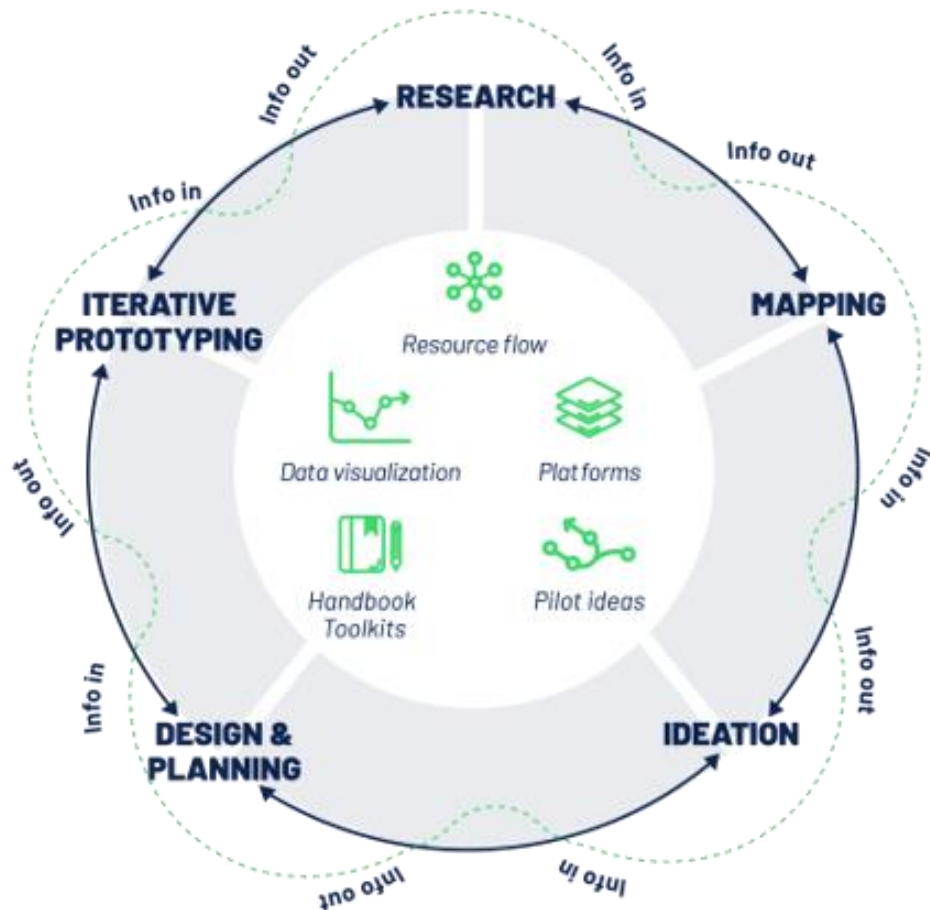 Info out
Info in
RESEARCH
Info in
Info out
ITERATIVE
PROTOTYPING
MAPPING
Resource flow
Data visualization
Platforms
Info out
Info in
Handbook
Toolkits
Pilot ideas
Info in
Info out
DESIGN &
PLANNING
IDEATION
Info out
Info in